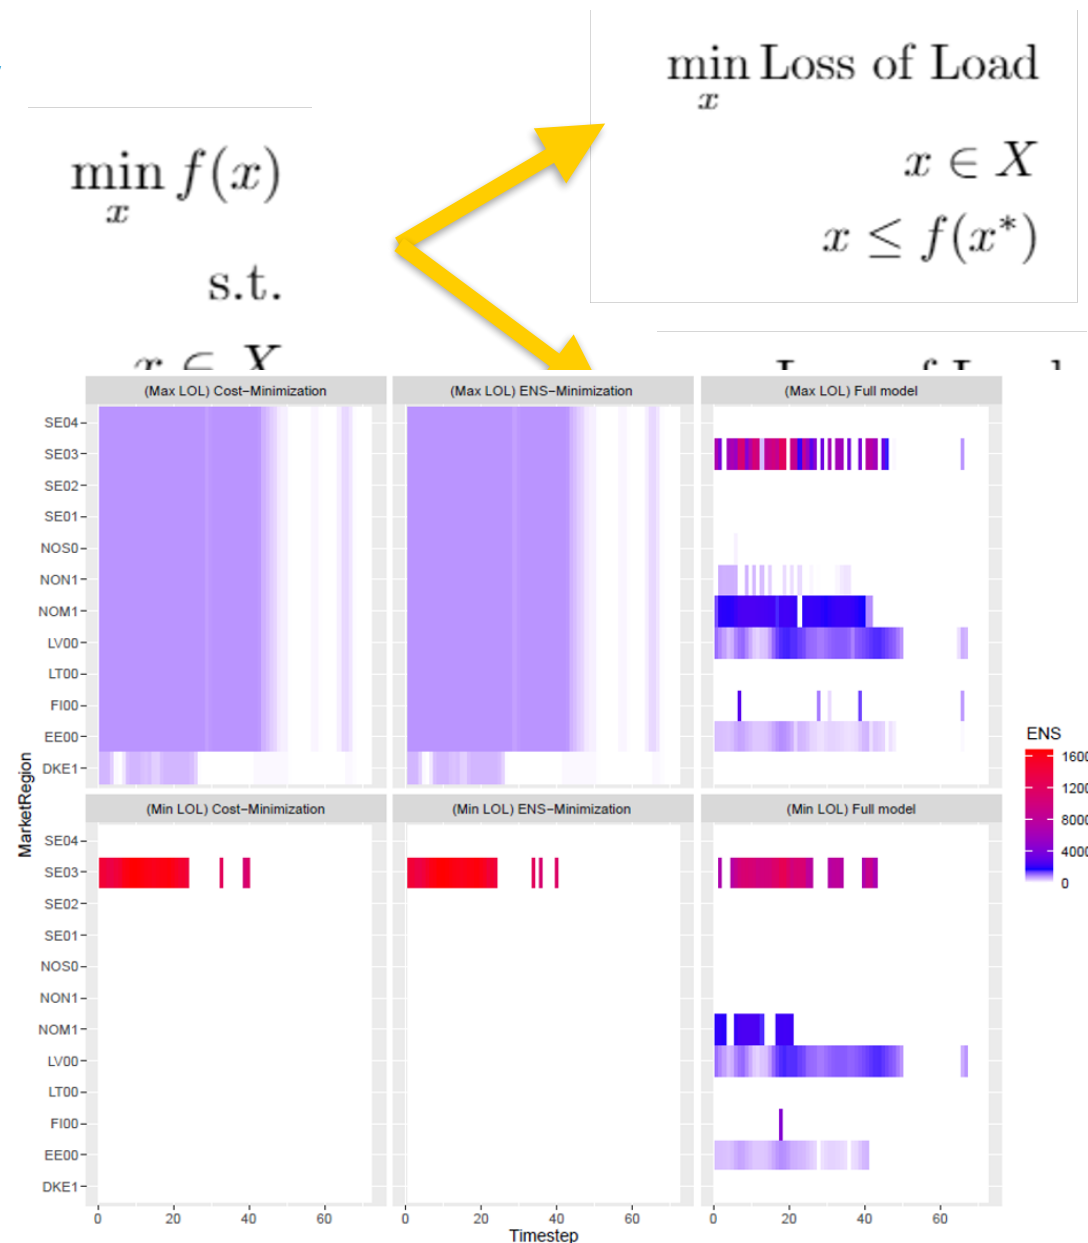 min f(x)
x
s.t.
x ∈ X
min Loss of Load
x
x ∈ X
x ≤ f(x*)
(Max LOL) Cost−Minimization
(Max LOL) ENS−Minimization
(Max LOL) Full model
SE04
SE03
SE02
SE01
NOS0
NON1
NOM1
LV00
LT00
FI00
EE00
DKE1
MarketRegion
(Min LOL) Cost−Minimization
(Min LOL) ENS−Minimization
(Min LOL) Full model
SE04
SE03
SE02
SE01
NOS0
NON1
NOM1
LV00
LT00
FI00
EE00
DKE1
0 20 40 60
0 20 40 60
0 20 40 60
Timestep
ENS
8000
4000
0